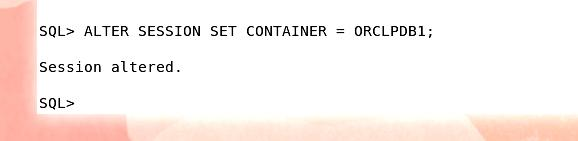 SQL> ALTER SESSION SET CONTAINER = ORCLPDB1;
Session altered.
SQL>